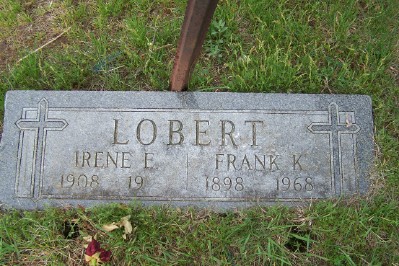 LOBERT
IRENE E. FRANK K.
1908 19 1898 1968